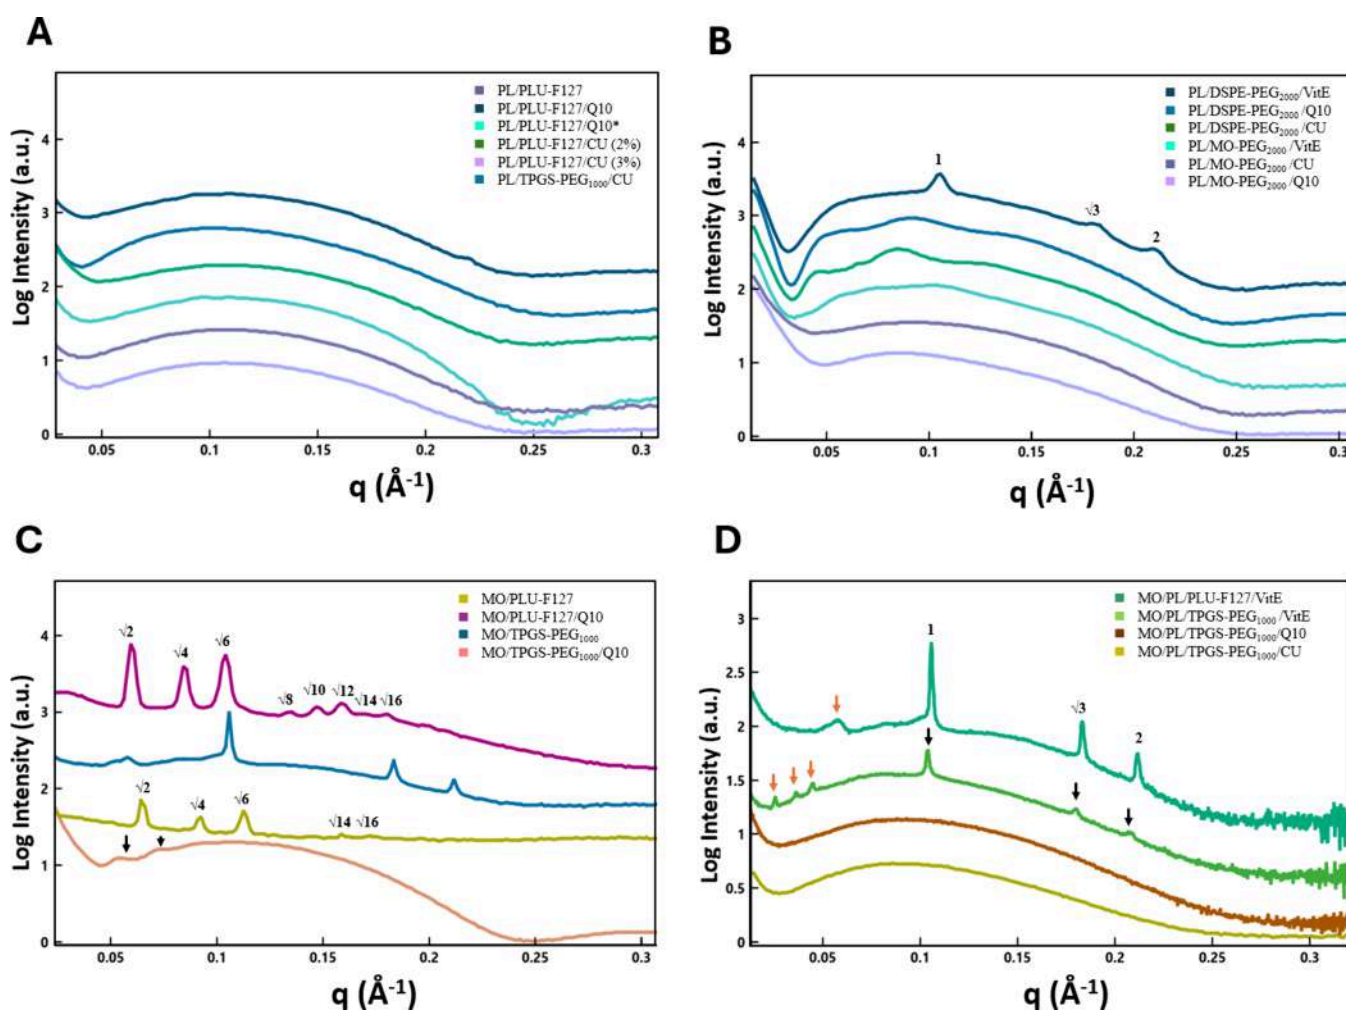 A
PL/PLU-F127
PL/PLU-F127/Q10
PL/PLU-F127/Q10*
PL/PLU-F127/CU (2%)
PL/PLU-F127/CU (3%)
PL/TPGS-PEG₁₀₀₀/CU
Log Intensity (a.u.)
4
3
2
1
0
0.05
0.1
0.15
0.2
0.25
0.3
q (Å⁻¹)
B
PL/DSPE-PEG₂₀₀₀/VitE
PL/DSPE-PEG₂₀₀₀/Q10
PL/DSPE-PEG₂₀₀₀/CU
PL/MO-PEG₂₀₀₀/VitE
PL/MO-PEG₂₀₀₀/CU
PL/MO-PEG₂₀₀₀/Q10
1
√3
2
Log Intensity (a.u.)
4
3
2
1
0
0.05
0.1
0.15
0.2
0.25
0.3
q (Å⁻¹)
C
MO/PLU-F127
MO/PLU-F127/Q10
MO/TPGS-PEG₁₀₀₀
MO/TPGS-PEG₁₀₀₀/Q10
√2
√4
√6
√8
√10
√12
√14
√16
√2
√4
√6
√14
√16
Log Intensity (a.u.)
4
3
2
1
0
0.05
0.1
0.15
0.2
0.25
0.3
q (Å⁻¹)
D
MO/PL/PLU-F127/VitE
MO/PL/TPGS-PEG₁₀₀₀/VitE
MO/PL/TPGS-PEG₁₀₀₀/Q10
MO/PL/TPGS-PEG₁₀₀₀/CU
1
√3
2
Log Intensity (a.u.)
3
2.5
2
1.5
1
0.5
0
0.05
0.1
0.15
0.2
0.25
0.3
q (Å⁻¹)